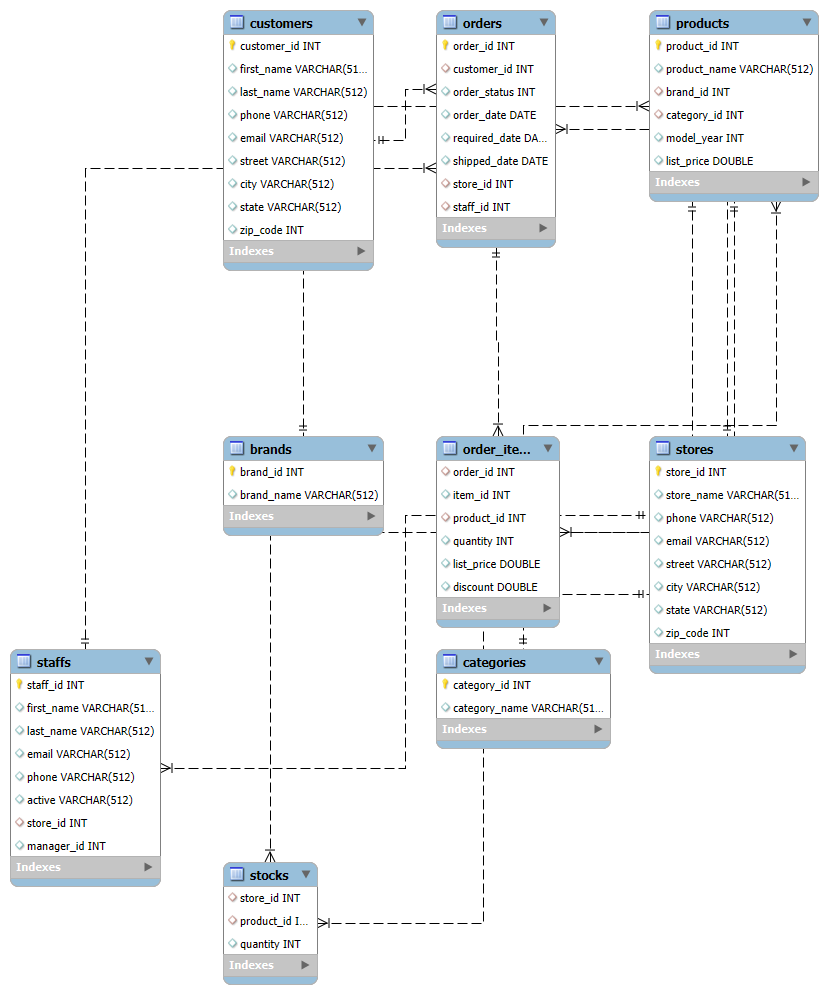 customers
customer_id INT
first_name VARCHAR(51...
last_name VARCHAR(512)
phone VARCHAR(512)
email VARCHAR(512)
street VARCHAR(512)
city VARCHAR(512)
state VARCHAR(512)
zip_code INT
Indexes
orders
order_id INT
customer_id INT
order_status INT
order_date DATE
required_date DA...
shipped_date DATE
store_id INT
staff_id INT
Indexes
products
product_id INT
product_name VARCHAR(512)
brand_id INT
category_id INT
model_year INT
list_price DOUBLE
Indexes
brands
brand_id INT
brand_name VARCHAR(512)
Indexes
order_ite...
order_id INT
item_id INT
product_id INT
quantity INT
list_price DOUBLE
discount DOUBLE
Indexes
stores
store_id INT
store_name VARCHAR(51...
phone VARCHAR(512)
email VARCHAR(512)
street VARCHAR(512)
city VARCHAR(512)
state VARCHAR(512)
zip_code INT
Indexes
staffs
staff_id INT
first_name VARCHAR(51...
last_name VARCHAR(512)
email VARCHAR(512)
phone VARCHAR(512)
active VARCHAR(512)
store_id INT
manager_id INT
Indexes
categories
category_id INT
category_name VARCHAR(51...
Indexes
stocks
store_id INT
product_id I...
quantity INT
Indexes